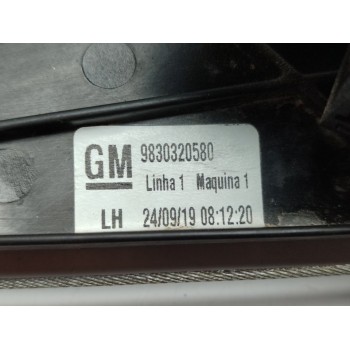 GM 9830320580
Linha 1 Maquina 1
LH 24/09/19 08:12:20